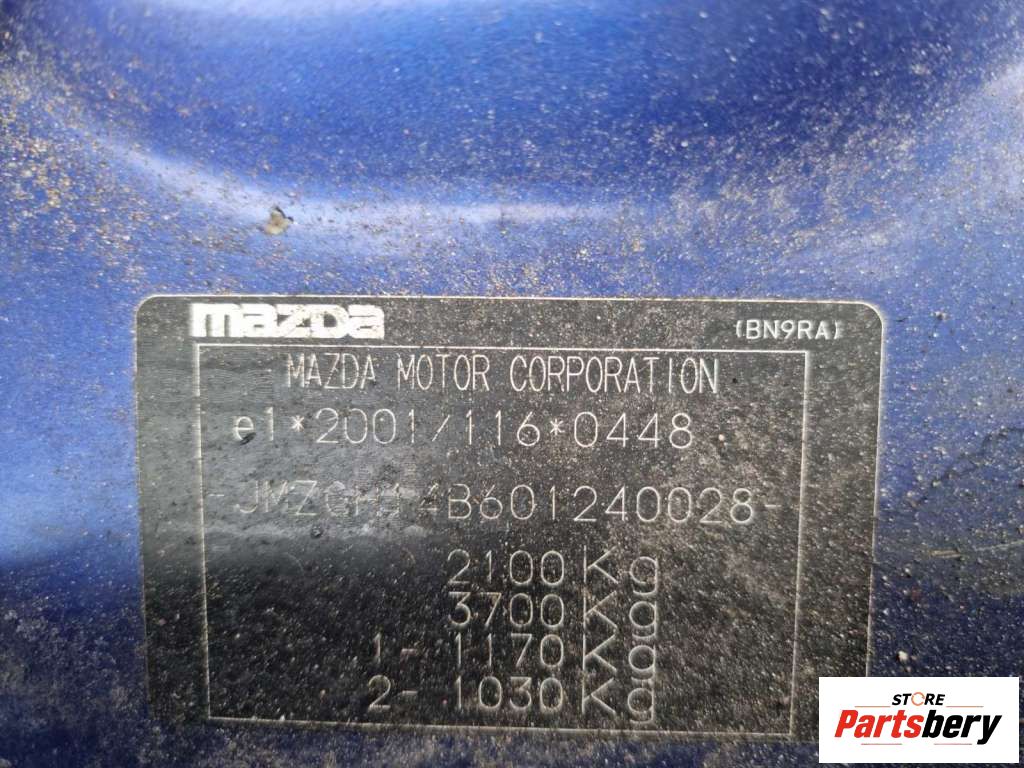 mazda
(BN9RA)
MAZDA MOTOR CORPORATION
e1*2001/116*0448
2100 Kg
3700 Kg
1- 1170 Kg
2- 1030 Kg
STORE
Partsbery